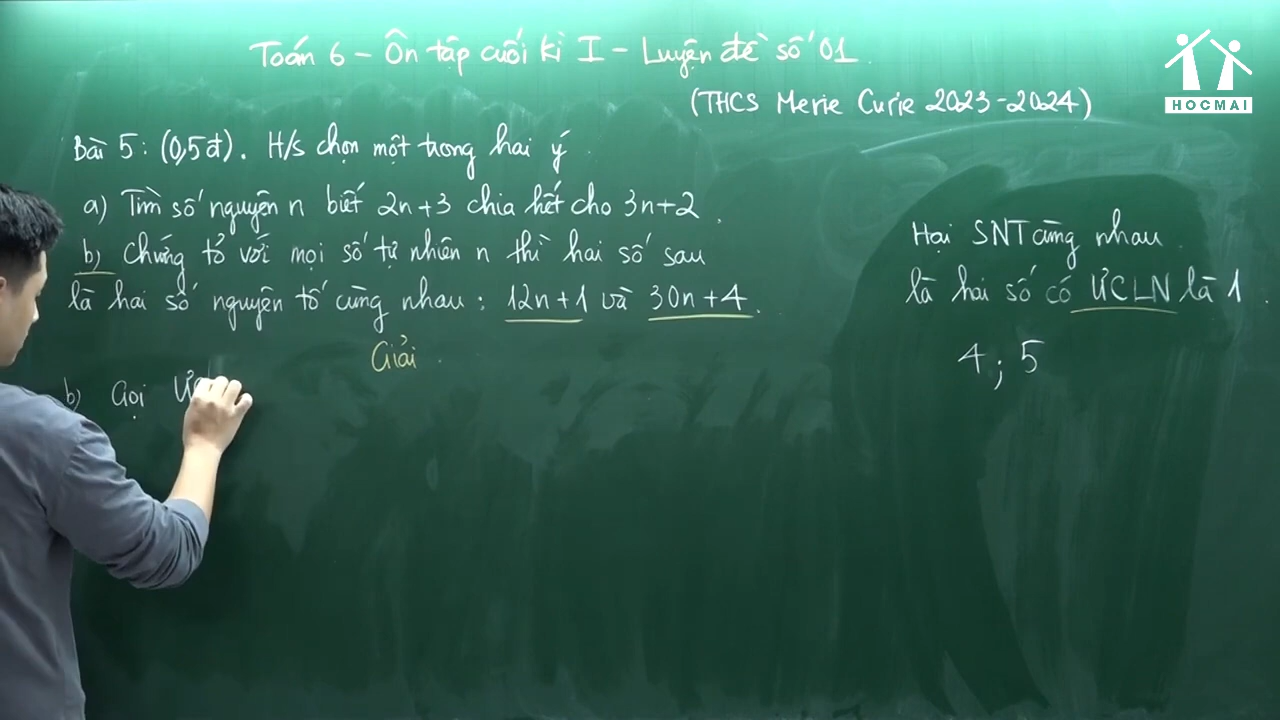 Toán 6 - Ôn tập cuối kì I - Luyện đề số 01
(THCS Merie Curie 2023-2024)
HOCMAI
Bài 5: (0,5đ). H/s chọn một trong hai ý
a) Tìm số nguyên n biết 2n+3 chia hết cho 3n+2.
b) Chứng tỏ với mọi số tự nhiên n thì hai số sau
là hai số nguyên tố cùng nhau: 12n+1 và 30n+4.
Giải.
b) Gọi
Hai SNT cùng nhau
là hai số có ƯCLN là 1.
4; 5